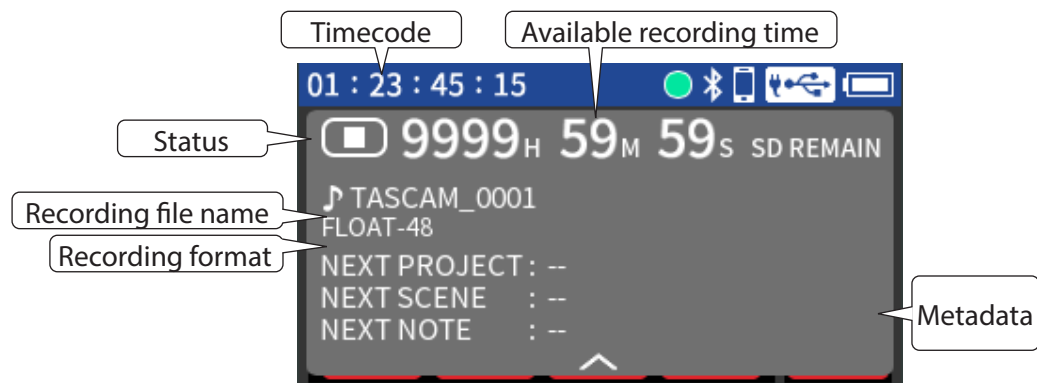 Timecode
Available recording time
01 : 23 : 45 : 15
Status
9999H 59M 59S SD REMAIN
TASCAM_0001
Recording file name
FLOAT-48
Recording format
NEXT PROJECT : --
NEXT SCENE : --
NEXT NOTE : --
Metadada